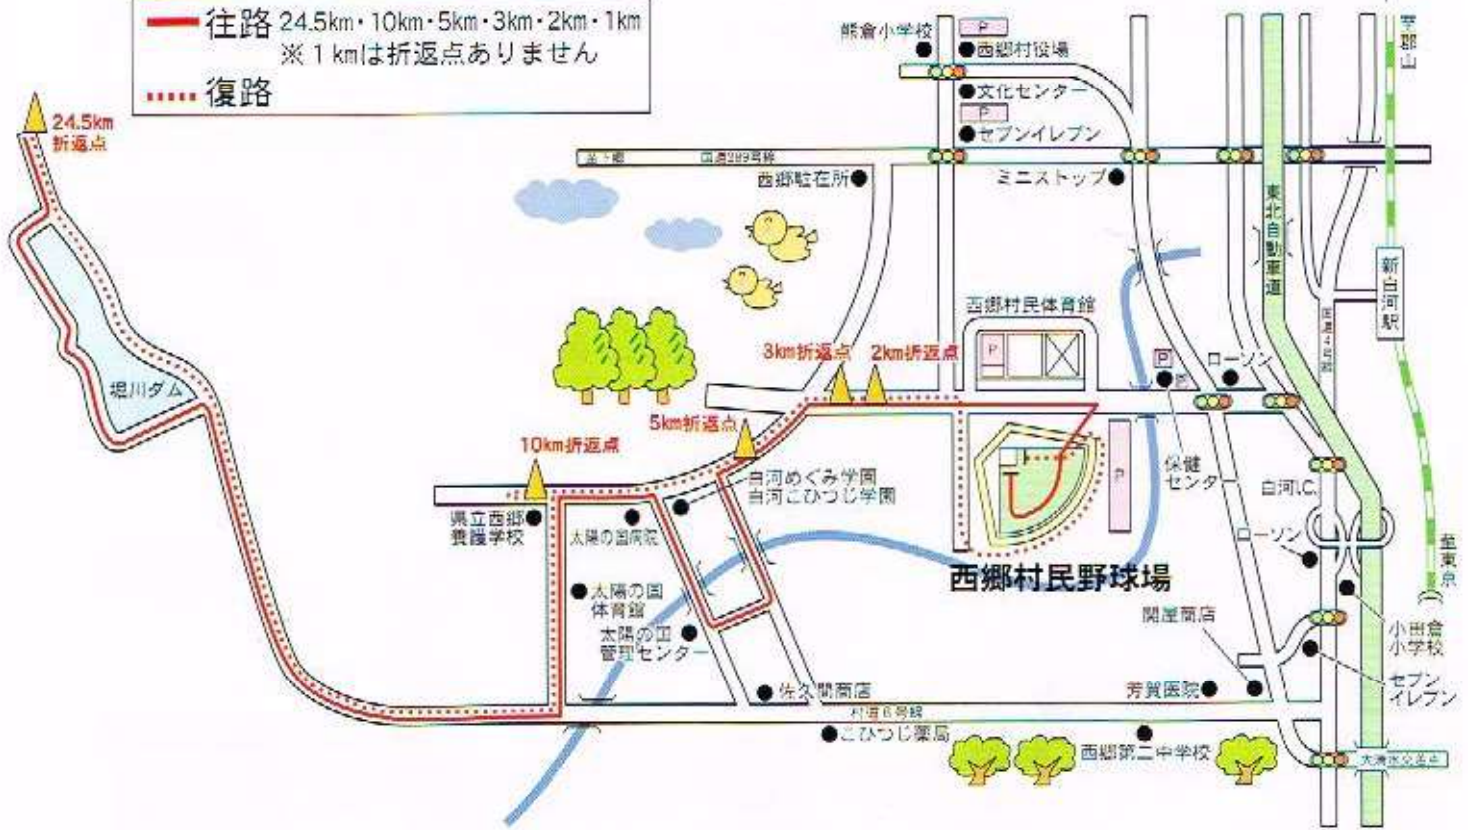 往路 24.5km・10km・5km・3km・2km・1km
※１kmは折返点ありません
復路
24.5km
折返点
熊倉小学校
P
西郷村役場
文化センター
P
セブンイレブン
至郡山
至下郷
国道289号線
西郷駐在所
ミニストップ
東北自動車道
新白河駅
国道4号線
西郷村民体育館
P
P
ローソン
堀川ダム
3km折返点
2km折返点
5km折返点
10km折返点
白河めぐみ学園
白河こひつじ学園
県立西郷
養護学校
太陽の国病院
P
保健
センター
白河I.C.
ローソン
至東京
西郷村民野球場
太陽の国
体育館
太陽の国
管理センター
関屋商店
小田倉
小学校
セブン
イレブン
佐久間商店
芳賀医院
村道6号線
こひつじ薬局
西郷第二中学校
大清水交差点